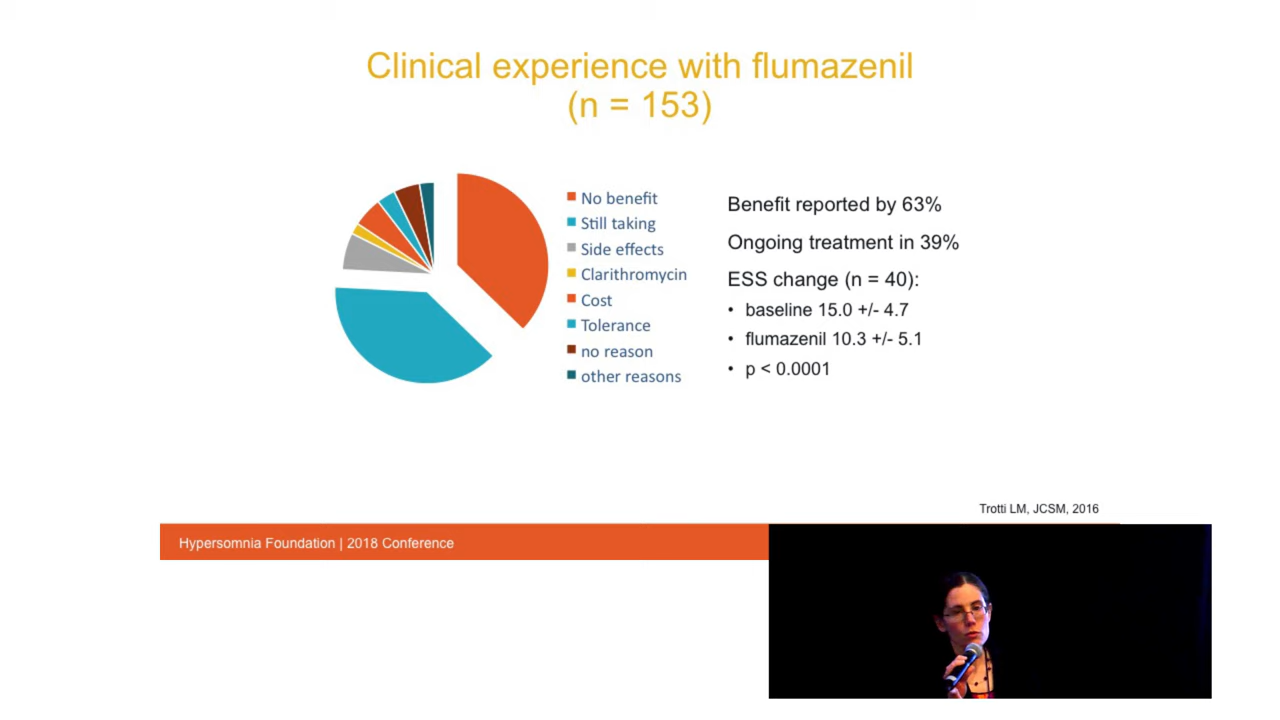 Clinical experience with flumazenil
(n = 153)
No benefit
Still taking
Side effects
Clarithromycin
Cost
Tolerance
no reason
other reasons
Benefit reported by 63%
Ongoing treatment in 39%
ESS change (n = 40):
• baseline 15.0 +/- 4.7
• flumazenil 10.3 +/- 5.1
• p < 0.0001
Trotti LM, JCSM, 2016
Hypersomnia Foundation | 2018 Conference